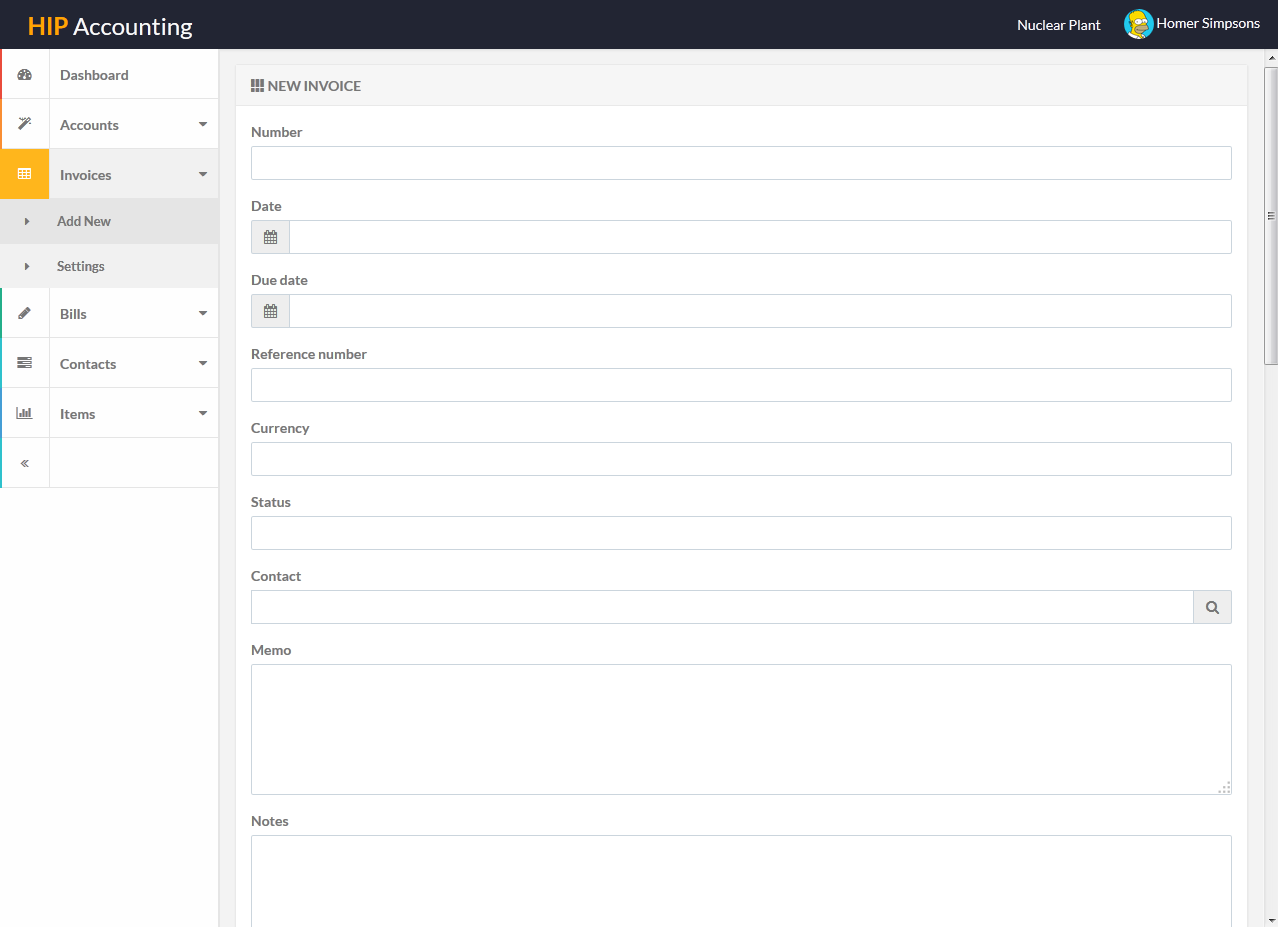 HIP Accounting
Nuclear Plant
Homer Simpsons
Dashboard
Accounts
Invoices
Add New
Settings
Bills
Contacts
Items
NEW INVOICE
Number
Date
Due date
Reference number
Currency
Status
Contact
Memo
Notes